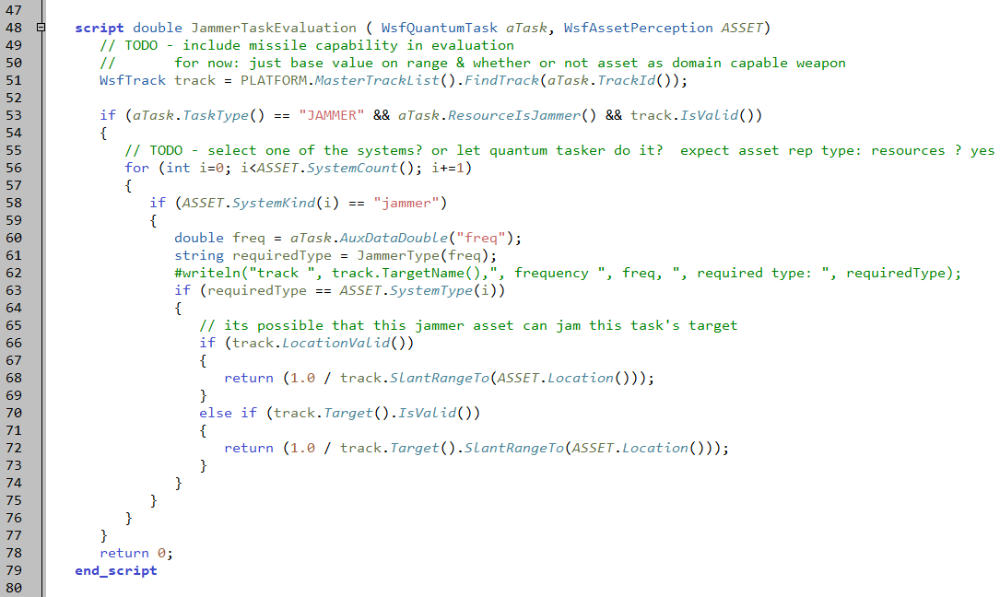 47
48 script double JammerTaskEvaluation ( WsfQuantumTask aTask, WsfAssetPerception ASSET)
49 // TODO - include missile capability in evaluation
50 //       for now: just base value on range & whether or not asset as domain capable weapon
51 WsfTrack track = PLATFORM.MasterTrackList().FindTrack(aTask.TrackId());
52
53 if (aTask.TaskType() == "JAMMER" && aTask.ResourceIsJammer() && track.IsValid())
54 {
55 // TODO - select one of the systems? or let quantum tasker do it?  expect asset rep type: resources ? yes
56 for (int i=0; i<ASSET.SystemCount(); i+=1)
57 {
58 if (ASSET.SystemKind(i) == "jammer")
59 {
60 double freq = aTask.AuxDataDouble("freq");
61 string requiredType = JammerType(freq);
62 #writeln("track ", track.TargetName(),", frequency ", freq, ", required type: ", requiredType);
63 if (requiredType == ASSET.SystemType(i))
64 {
65 // its possible that this jammer asset can jam this task's target
66 if (track.LocationValid())
67 {
68 return (1.0 / track.SlantRangeTo(ASSET.Location()));
69 }
70 else if (track.Target().IsValid())
71 {
72 return (1.0 / track.Target().SlantRangeTo(ASSET.Location()));
73 }
74 }
75 }
76 }
77 }
78 return 0;
79 end_script
80